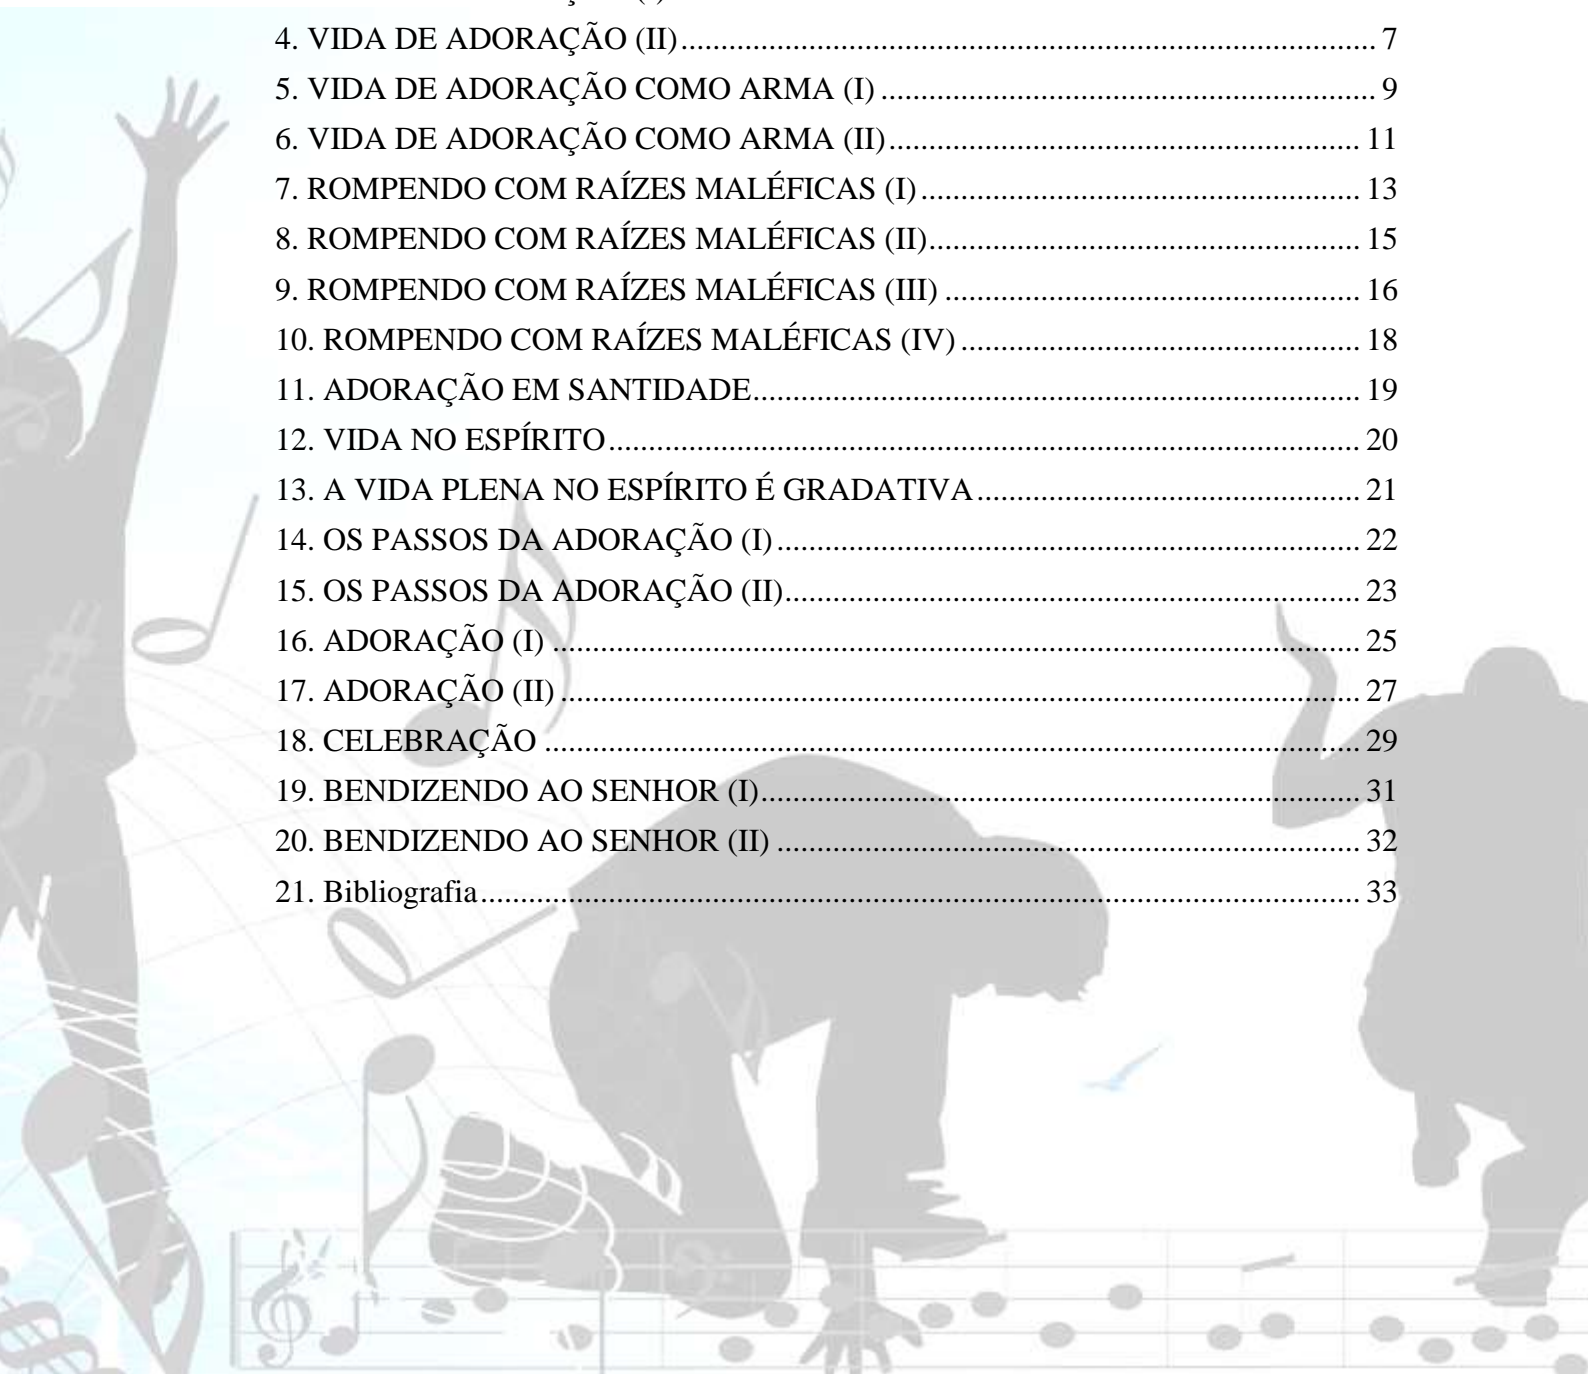 4. VIDA DE ADORAÇÃO (II)........................................................................................ 7
5. VIDA DE ADORAÇÃO COMO ARMA (I) .............................................................. 9
6. VIDA DE ADORAÇÃO COMO ARMA (II)........................................................... 11
7. ROMPENDO COM RAÍZES MALÉFICAS (I) ....................................................... 13
8. ROMPENDO COM RAÍZES MALÉFICAS (II)...................................................... 15
9. ROMPENDO COM RAÍZES MALÉFICAS (III) .................................................... 16
10. ROMPENDO COM RAÍZES MALÉFICAS (IV) .................................................. 18
11. ADORAÇÃO EM SANTIDADE............................................................................ 19
12. VIDA NO ESPÍRITO.............................................................................................. 20
13. A VIDA PLENA NO ESPÍRITO É GRADATIVA................................................ 21
14. OS PASSOS DA ADORAÇÃO (I) ......................................................................... 22
15. OS PASSOS DA ADORAÇÃO (II)........................................................................ 23
16. ADORAÇÃO (I) ..................................................................................................... 25
17. ADORAÇÃO (II) .................................................................................................... 27
18. CELEBRAÇÃO ...................................................................................................... 29
19. BENDIZENDO AO SENHOR (I)........................................................................... 31
20. BENDIZENDO AO SENHOR (II) ......................................................................... 32
21. Bibliografia.............................................................................................................. 33